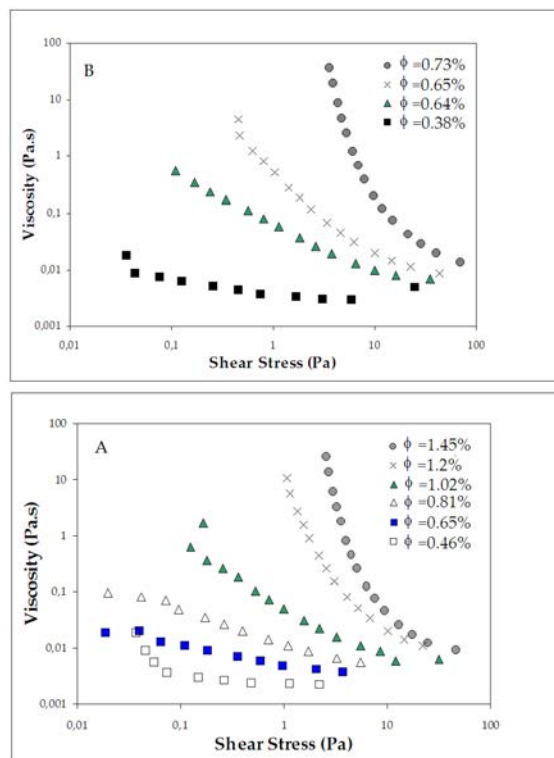 B
100
10
1
0,1
0,01
0,001
Viscosity (Pa.s)
ϕ =0.73%
ϕ =0.65%
ϕ =0.64%
ϕ =0.38%
0,01 0,1 1 10 100
Shear Stress (Pa)
A
100
10
1
0,1
0,01
0,001
Viscosity (Pa.s)
ϕ =1.45%
ϕ =1.2%
ϕ =1.02%
ϕ =0.81%
ϕ =0.65%
ϕ =0.46%
0,01 0,1 1 10 100
Shear Stress (Pa)